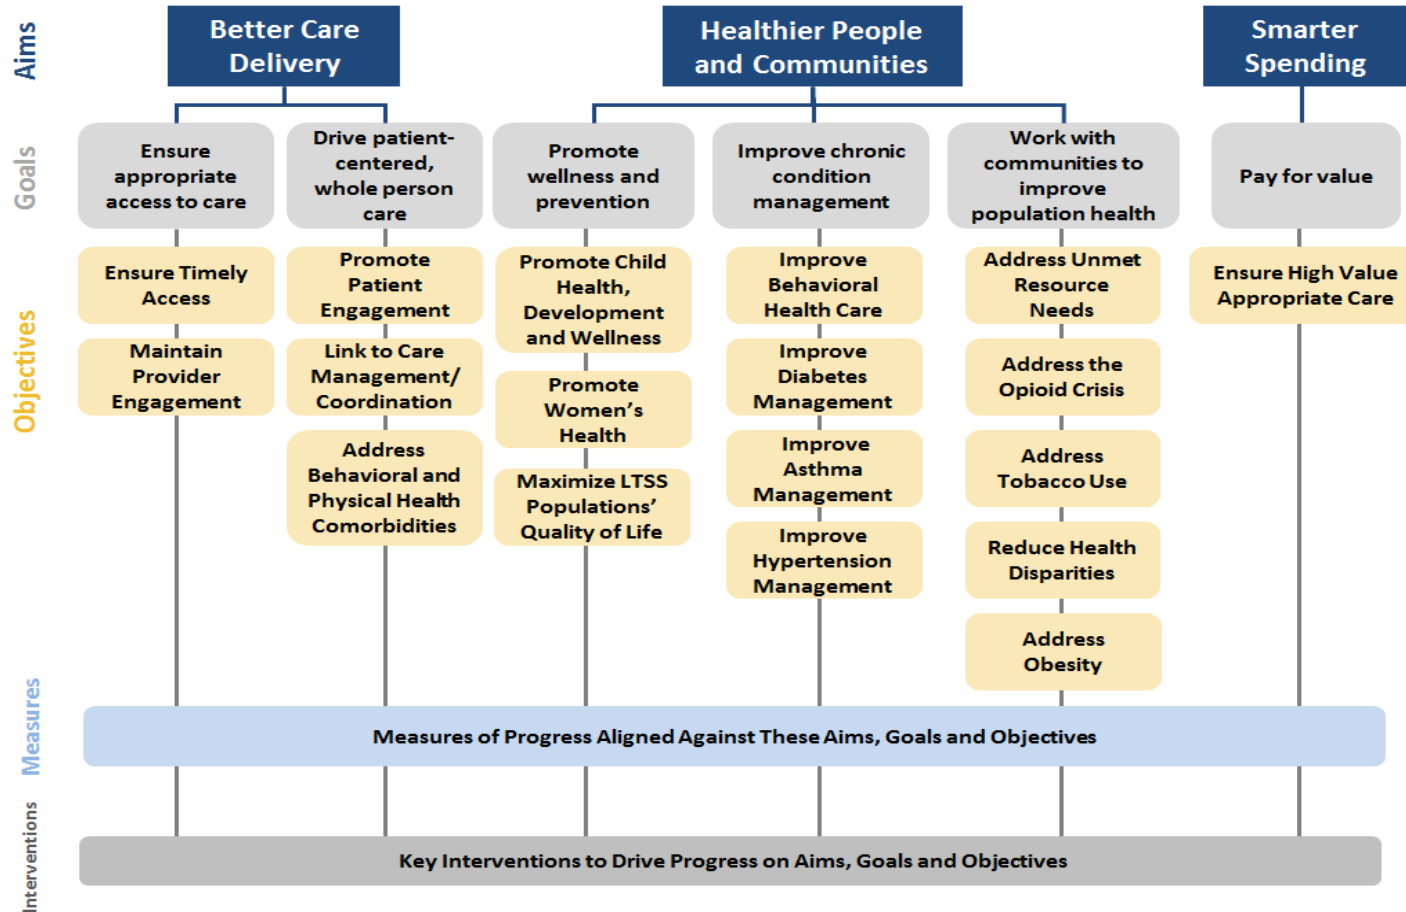 Aims
Better Care
Delivery
Healthier People
and Communities
Smarter
Spending
Goals
Ensure
appropriate
access to care
Drive patient-
centered,
whole person
care
Promote
wellness and
prevention
Improve chronic
condition
management
Work with
communities to
improve
population health
Pay for value
Objectives
Ensure Timely
Access
Maintain
Provider
Engagement
Promote
Patient
Engagement
Link to Care
Management/
Coordination
Address
Behavioral and
Physical Health
Comorbidities
Promote Child
Health,
Development
and Wellness
Promote
Women’s
Health
Maximize LTSS
Populations’
Quality of Life
Improve
Behavioral
Health Care
Improve
Diabetes
Management
Improve
Asthma
Management
Improve
Hypertension
Management
Address Unmet
Resource
Needs
Address the
Opioid Crisis
Address
Tobacco Use
Reduce Health
Disparities
Address
Obesity
Ensure High Value
Appropriate Care
Measures
Measures of Progress Aligned Against These Aims, Goals and Objectives
Interventions
Key Interventions to Drive Progress on Aims, Goals and Objectives